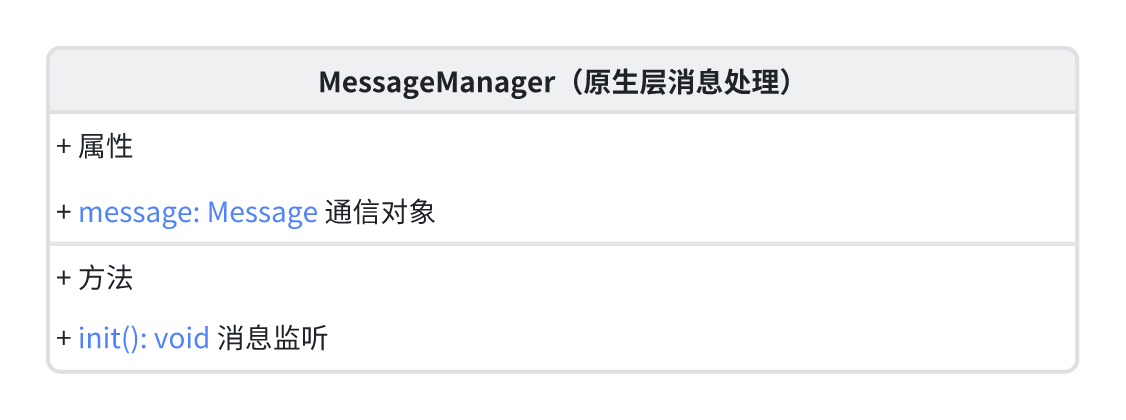 MessageManager（原生层消息处理）
+ 属性
+ message: Message 通信对象
+ 方法
+ init(): void 消息监听